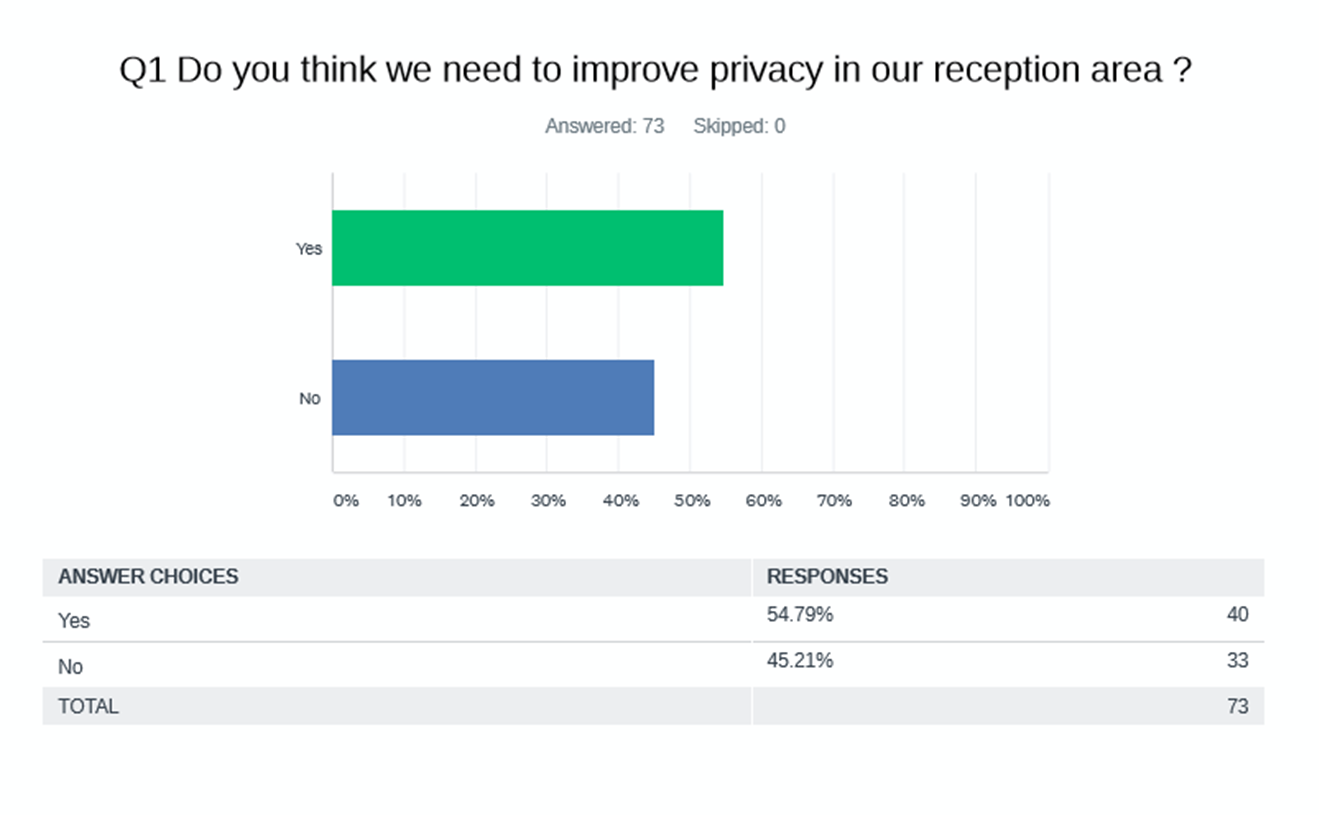 Q1 Do you think we need to improve privacy in our reception area ?
Answered: 73 Skipped: 0
Yes
No
0% 10% 20% 30% 40% 50% 60% 70% 80% 90% 100%
ANSWER CHOICES RESPONSES
Yes 54.79% 40
No 45.21% 33
TOTAL 73